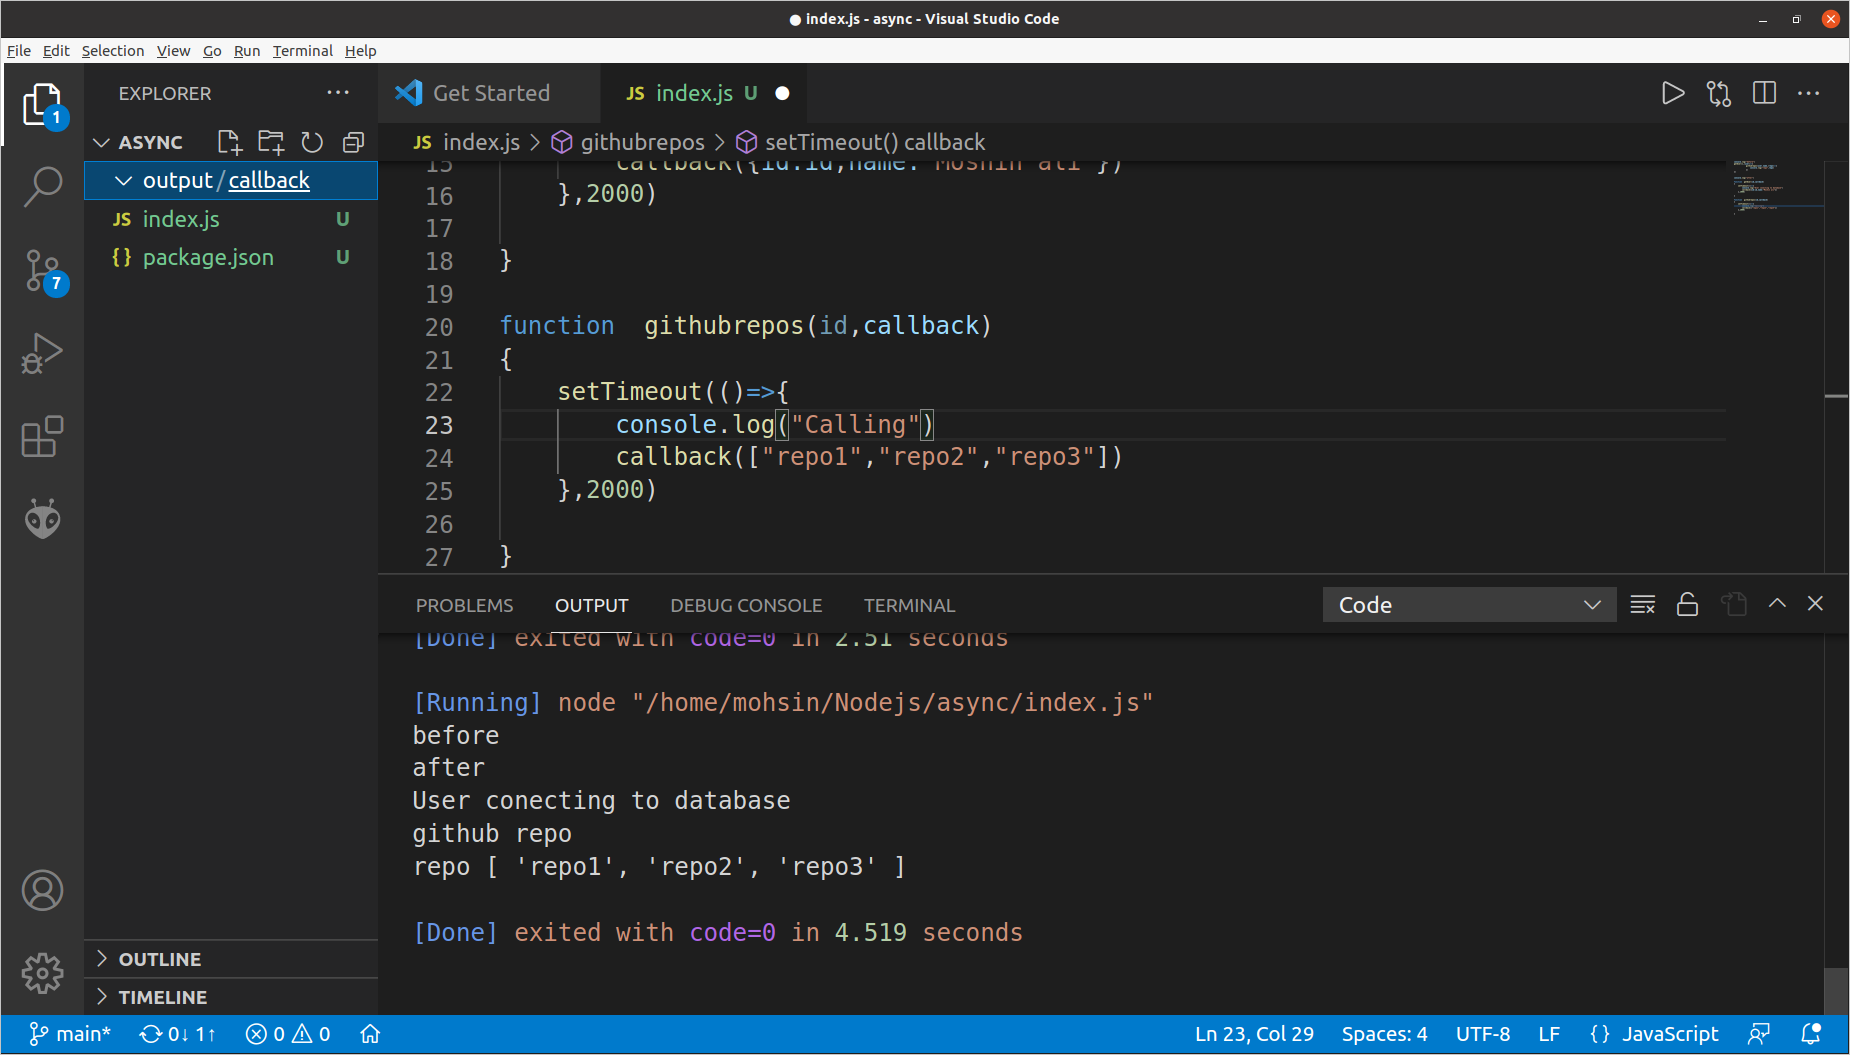 ● index.js - async - Visual Studio Code
File Edit Selection View Go Run Terminal Help
EXPLORER
Get Started
JS index.js U
1
ASYNC
JS index.js > githubrepos > setTimeout() callback
output/callback
JS index.js U
{} package.json U
7
15 callback({id:id,name:"Moshin ali"})
16 },2000)
17
18 }
19
20 function  githubrepos(id,callback)
21 {
22 setTimeout(()=>{
23 console.log("Calling")
24 callback(["repo1","repo2","repo3"])
25 },2000)
26
27 }
PROBLEMS OUTPUT DEBUG CONSOLE TERMINAL
Code
[Done] exited with code=0 in 2.51 seconds
[Running] node "/home/mohsin/Nodejs/async/index.js"
before
after
User conecting to database
github repo
repo [ 'repo1', 'repo2', 'repo3' ]
[Done] exited with code=0 in 4.519 seconds
OUTLINE
TIMELINE
main* 0↓ 1↑ 0 0 Ln 23, Col 29 Spaces: 4 UTF-8 LF {} JavaScript